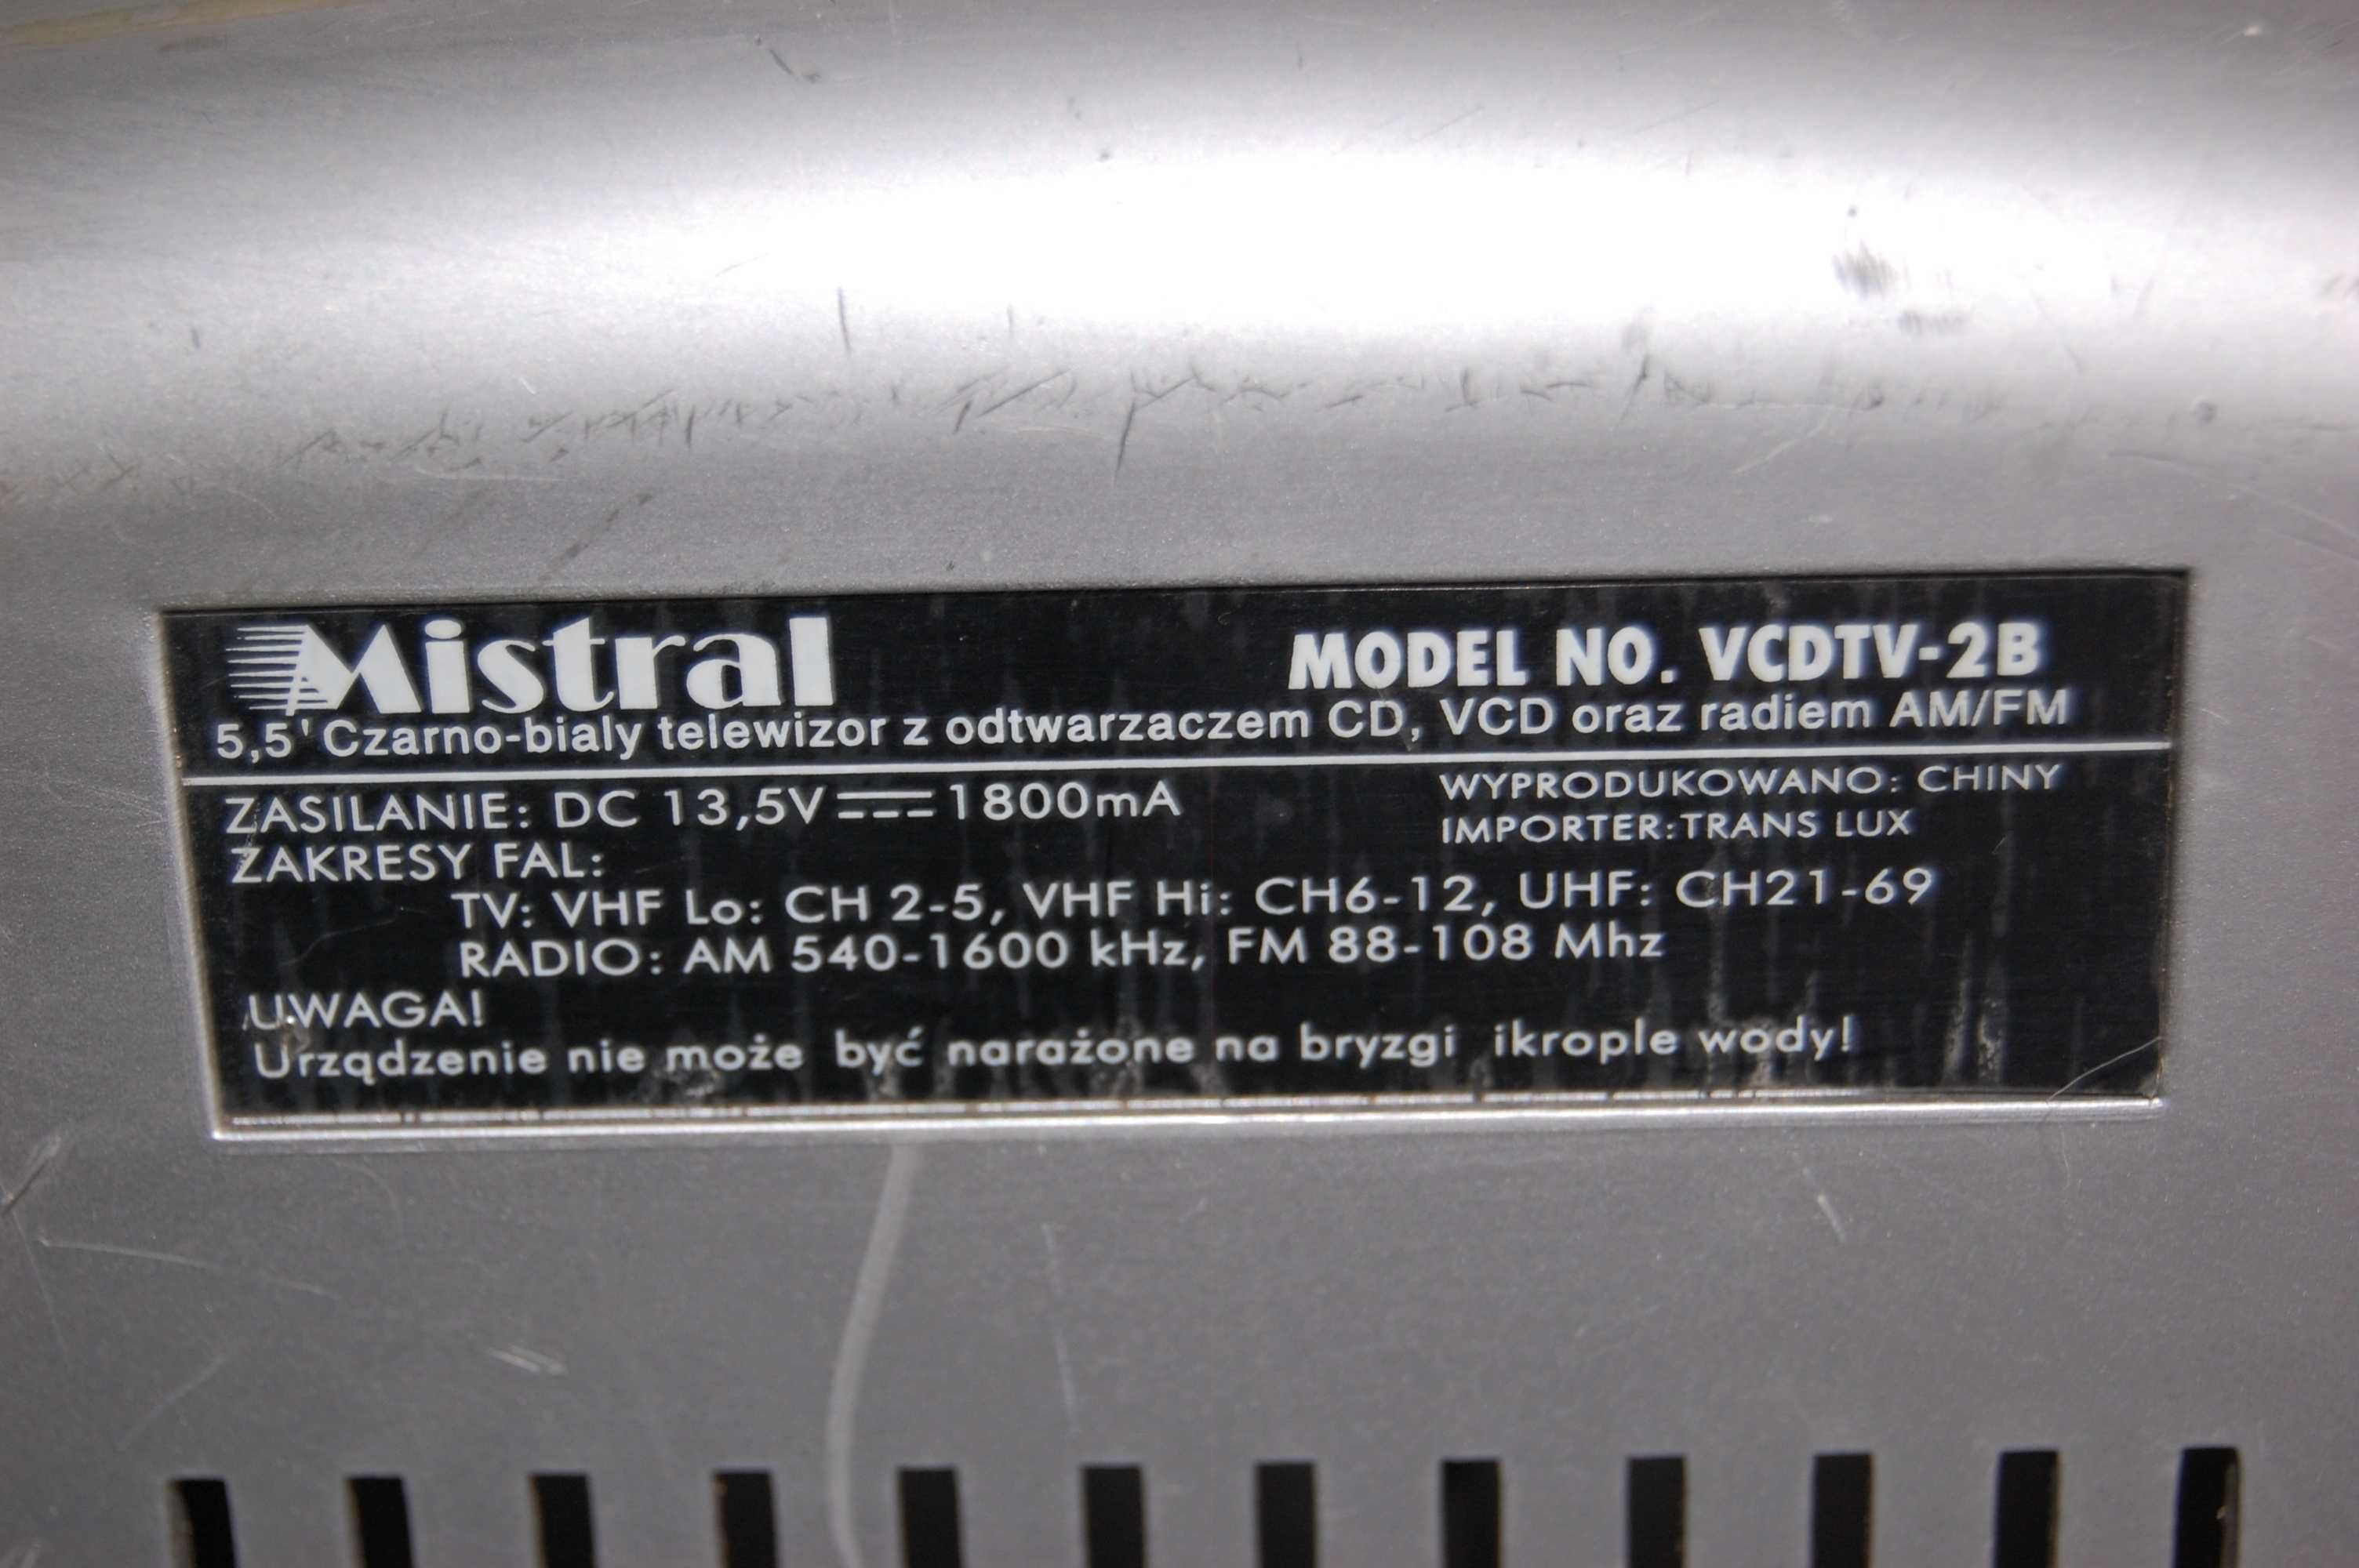 Mistral MODEL NO. VCDTV-2B
5,5' Czarno-bialy telewizor z odtwarzaczem CD, VCD oraz radiem AM/FM
ZASILANIE: DC 13,5V 1800mA
WYPRODUKOWANO: CHINY
IMPORTER:TRANS LUX
ZAKRESY FAL:
TV: VHF Lo: CH 2-5, VHF Hi: CH6-12, UHF: CH21-69
RADIO: AM 540-1600 kHz, FM 88-108 Mhz
UWAGA!
Urządzenie nie może być narażone na bryzgi ikrople wody!